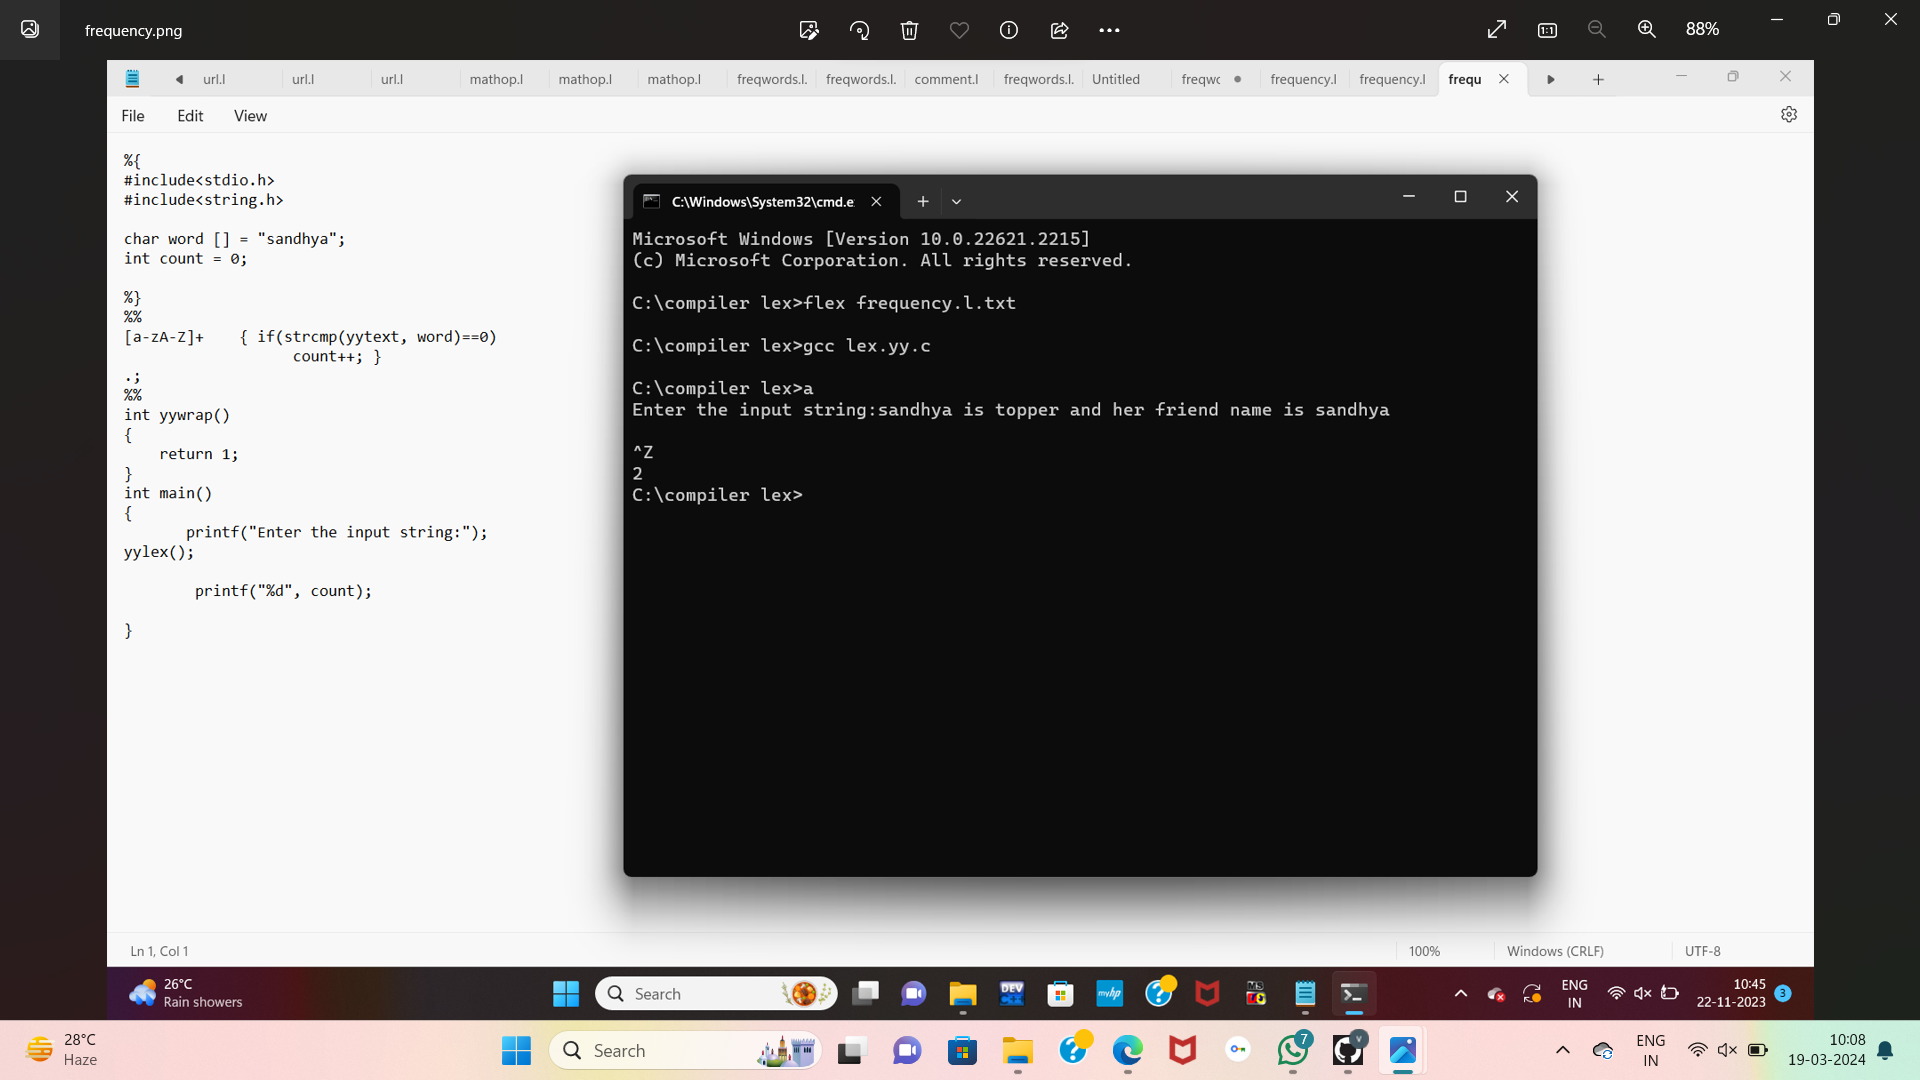 frequency.png
88%
url.l url.l url.l mathop.l mathop.l mathop.l freqwords.l. freqwords.l. comment.l freqwords.l. Untitled freqwc frequency.l frequency.l frequ
File Edit View
%{
#include<stdio.h>
#include<string.h>
char word [] = "sandhya";
int count = 0;
%}
%%
[a-zA-Z]+ { if(strcmp(yytext, word)==0)
count++; }
.;
%%
int yywrap()
{
return 1;
}
int main()
{
printf("Enter the input string:");
yylex();
printf("%d", count);
}
C:\Windows\System32\cmd.e
Microsoft Windows [Version 10.0.22621.2215]
(c) Microsoft Corporation. All rights reserved.
C:\compiler lex>flex frequency.l.txt
C:\compiler lex>gcc lex.yy.c
C:\compiler lex>a
Enter the input string:sandhya is topper and her friend name is sandhya
^Z
2
C:\compiler lex>
Ln 1, Col 1 100% Windows (CRLF) UTF-8
26°C
Rain showers
Search
DEV
myhp
ENG
IN
10:45
22-11-2023
3
28°C
Haze
Search
7
v
ENG
IN
10:08
19-03-2024